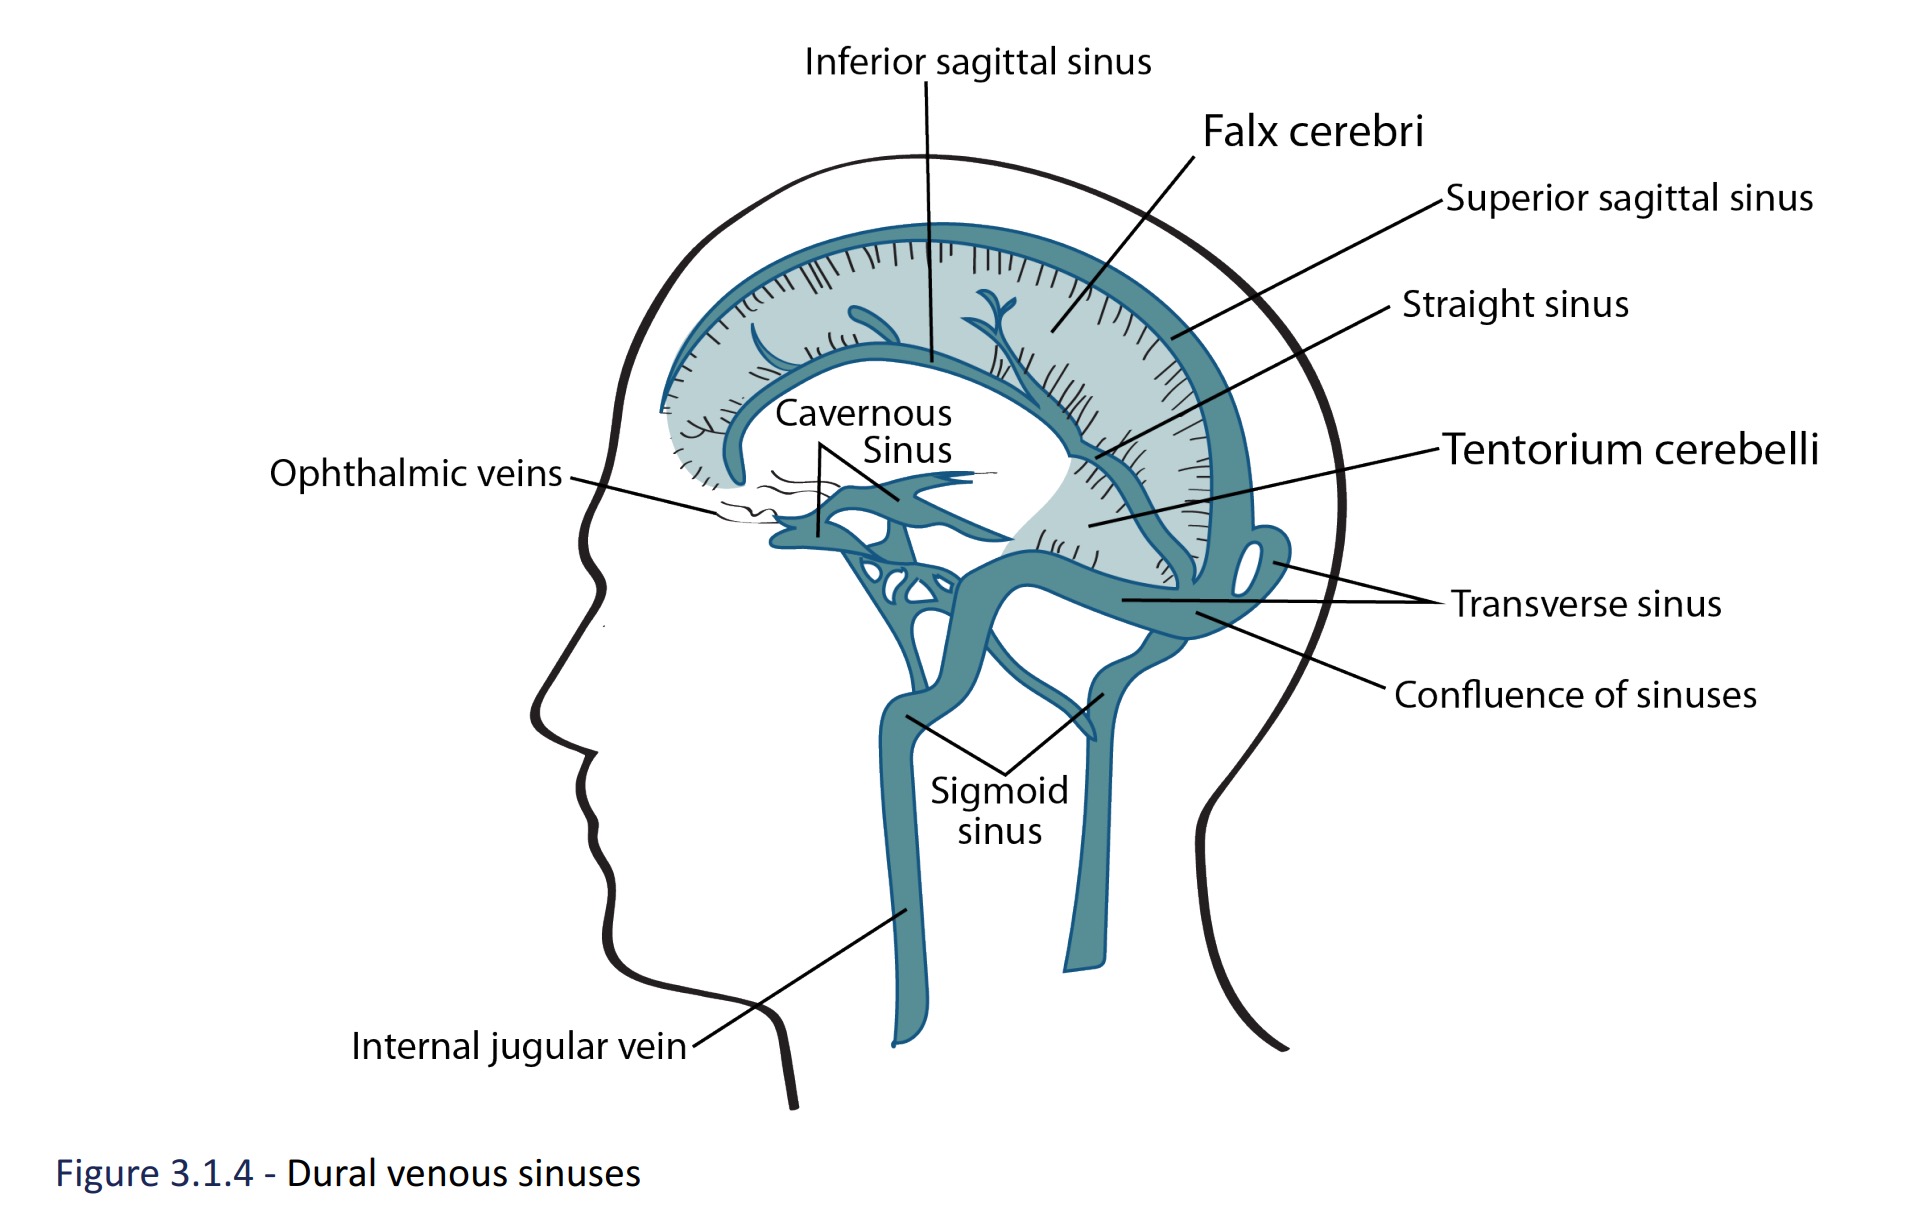 Inferior sagittal sinus
Falx cerebri
Superior sagittal sinus
Straight sinus
Cavernous
Sinus
Tentorium cerebelli
Ophthalmic veins
Transverse sinus
Confluence of sinuses
Sigmoid
sinus
Internal jugular vein
Figure 3.1.4 - Dural venous sinuses